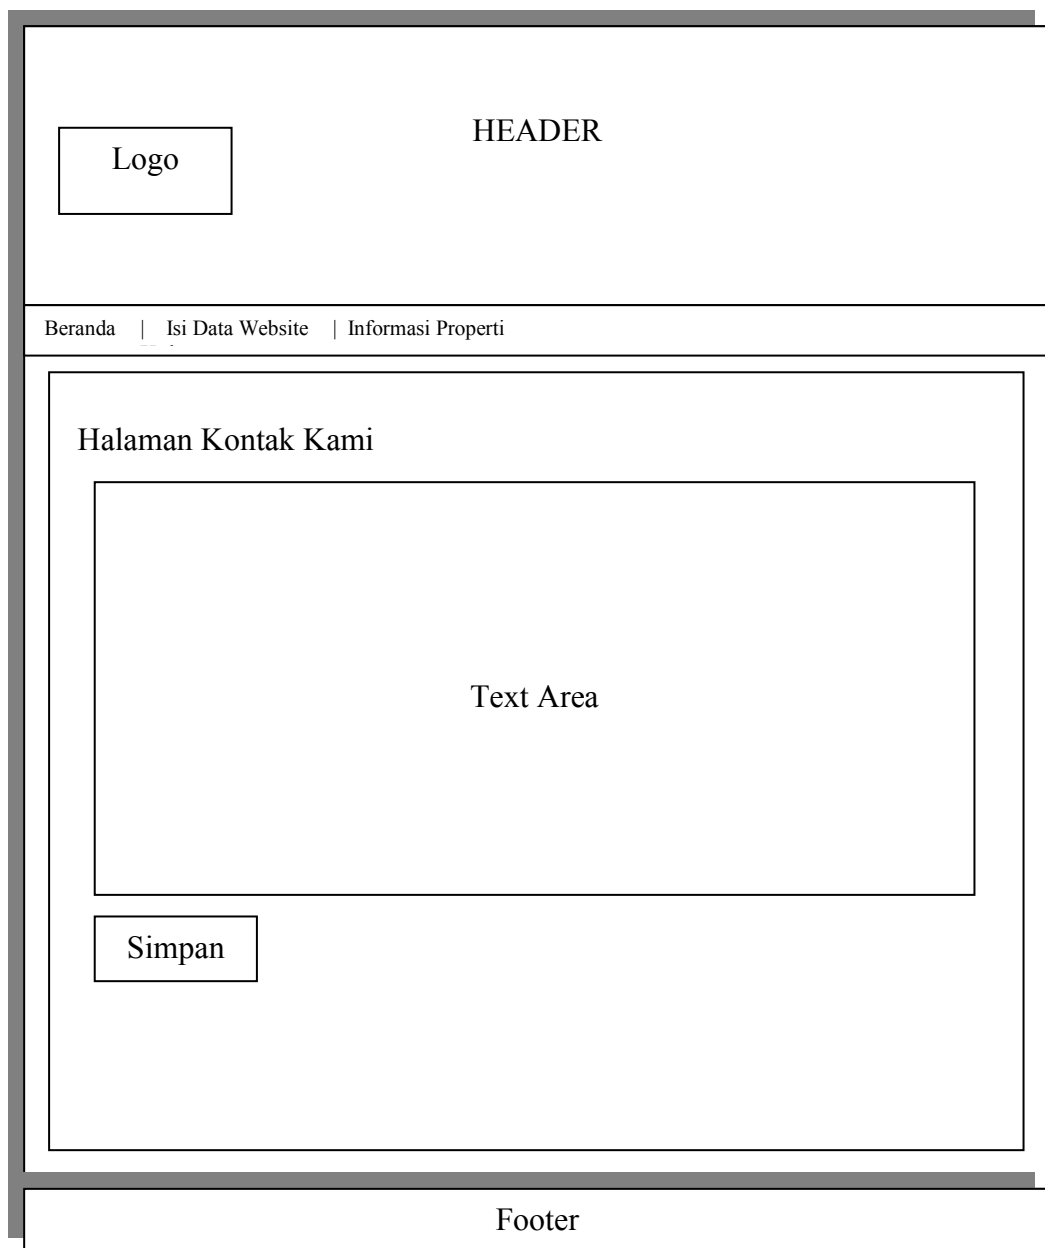 HEADER
Logo
Beranda | Isi Data Website | Informasi Properti
Halaman Kontak Kami
Text Area
Simpan
Footer